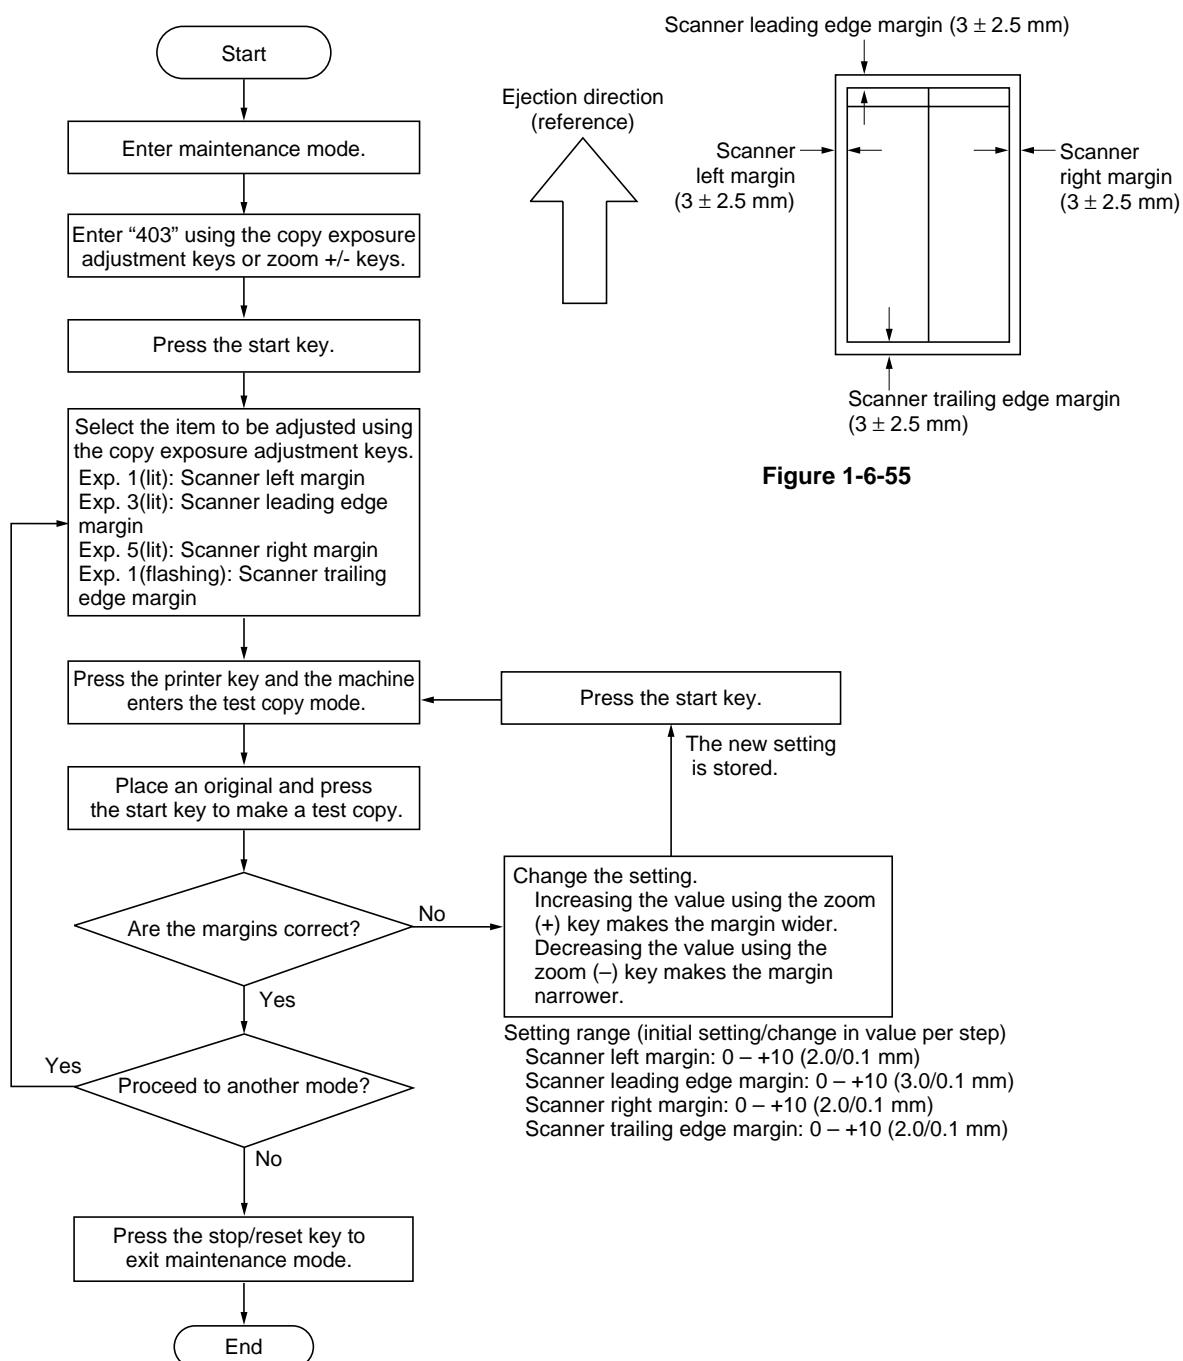 Start
Enter maintenance mode.
Enter “403” using the copy exposure
adjustment keys or zoom +/- keys.
Press the start key.
Select the item to be adjusted using
the copy exposure adjustment keys.
Exp. 1(lit): Scanner left margin
Exp. 3(lit): Scanner leading edge
margin
Exp. 5(lit): Scanner right margin
Exp. 1(flashing): Scanner trailing
edge margin
Press the printer key and the machine
enters the test copy mode.
Place an original and press
the start key to make a test copy.
Are the margins correct?
No
Yes
Proceed to another mode?
Yes
No
Press the stop/reset key to
exit maintenance mode.
End
Press the start key.
The new setting
is stored.
Change the setting.
Increasing the value using the zoom
(+) key makes the margin wider.
Decreasing the value using the
zoom (–) key makes the margin
narrower.
Setting range (initial setting/change in value per step)
Scanner left margin: 0 – +10 (2.0/0.1 mm)
Scanner leading edge margin: 0 – +10 (3.0/0.1 mm)
Scanner right margin: 0 – +10 (2.0/0.1 mm)
Scanner trailing edge margin: 0 – +10 (2.0/0.1 mm)
Scanner leading edge margin (3 ± 2.5 mm)
Ejection direction
(reference)
Scanner
left margin
(3 ± 2.5 mm)
Scanner
right margin
(3 ± 2.5 mm)
Scanner trailing edge margin
(3 ± 2.5 mm)
Figure 1-6-55